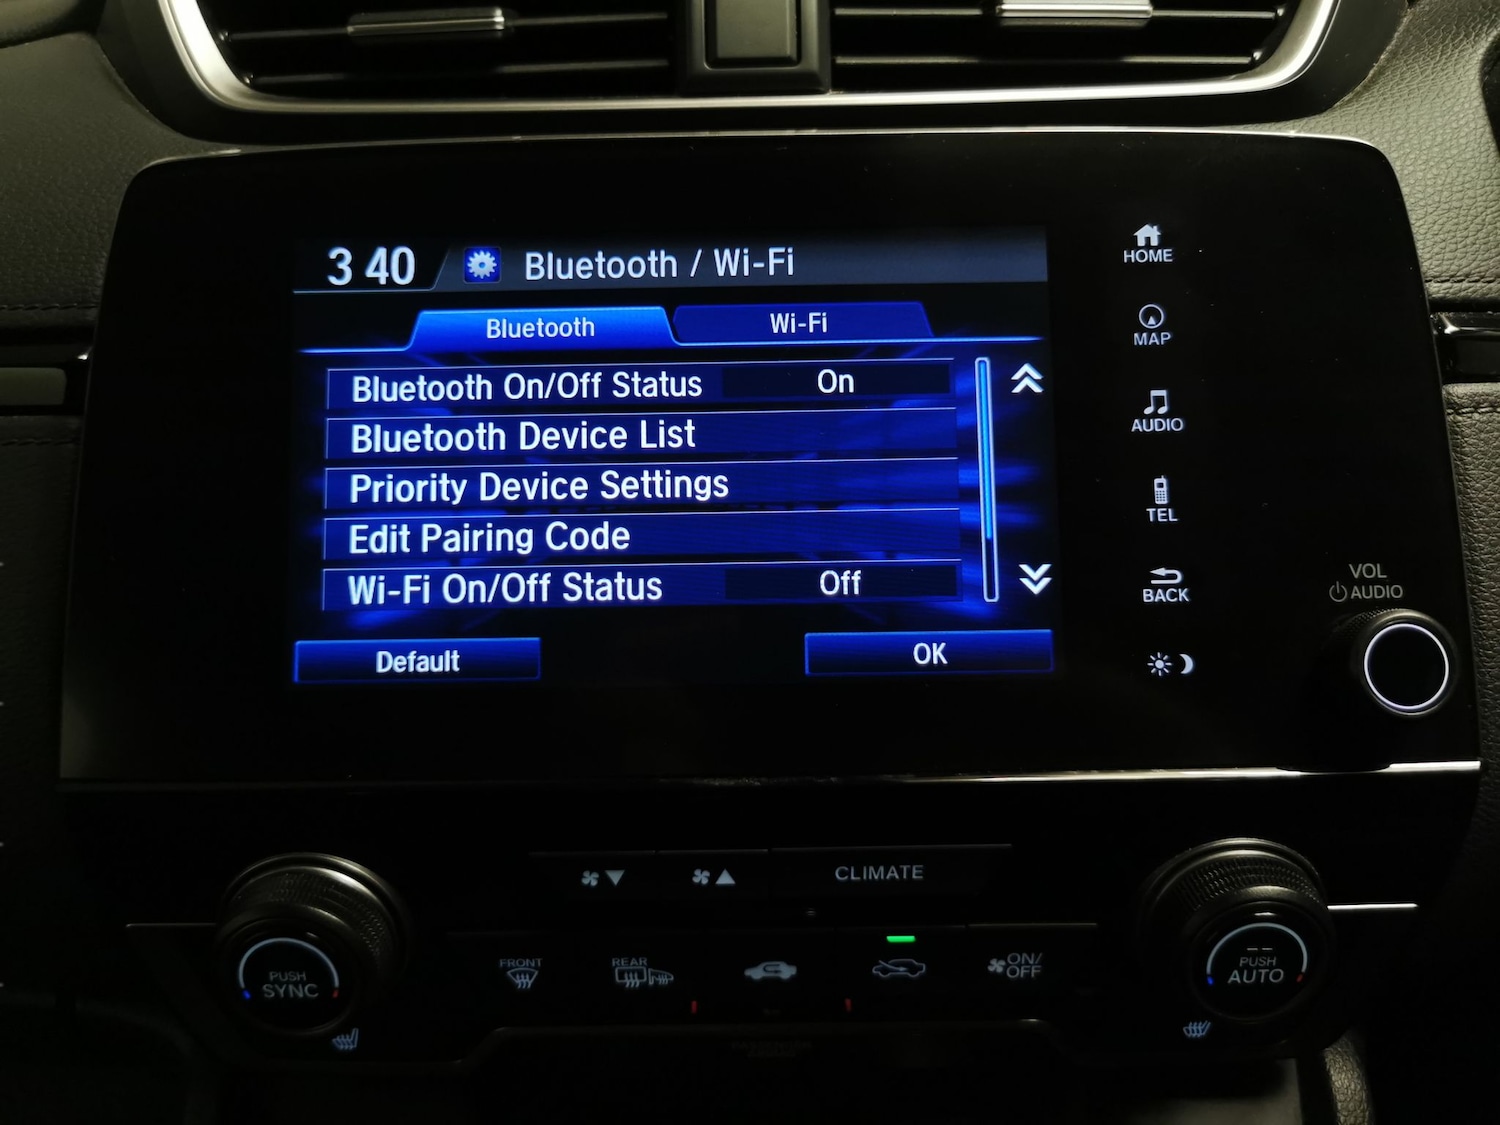 3 40 Bluetooth / Wi-Fi
Bluetooth Wi-Fi
Bluetooth On/Off Status On
Bluetooth Device List
Priority Device Settings
Edit Pairing Code
Wi-Fi On/Off Status Off
Default OK
HOME
MAP
AUDIO
TEL
BACK
VOL
AUDIO
CLIMATE
PUSH
SYNC
FRONT
REAR
ON/
OFF
PUSH
AUTO